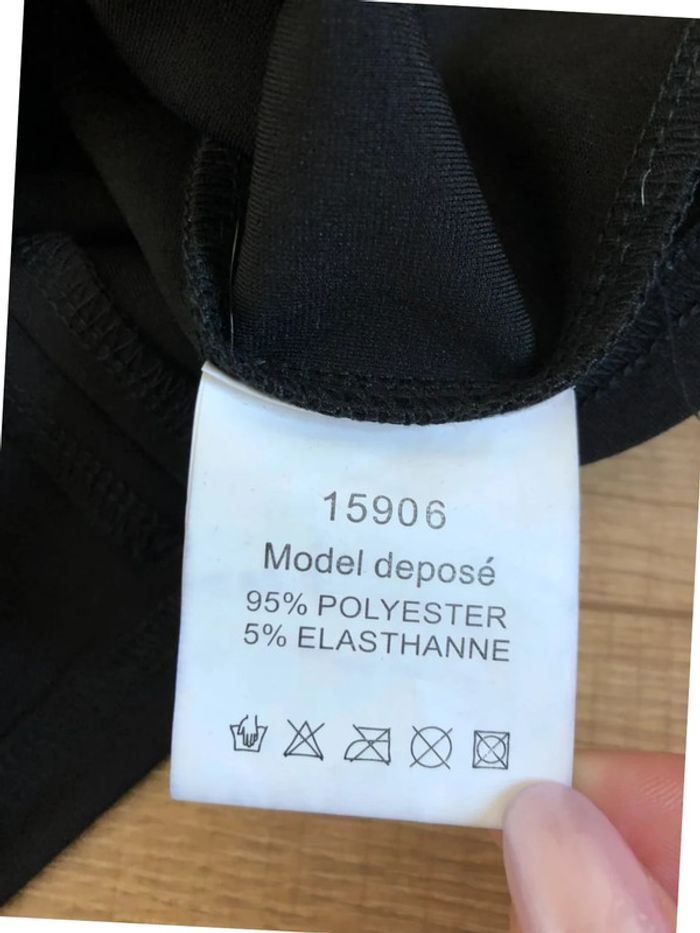 15906
Model deposé
95% POLYESTER
5% ELASTHANNE